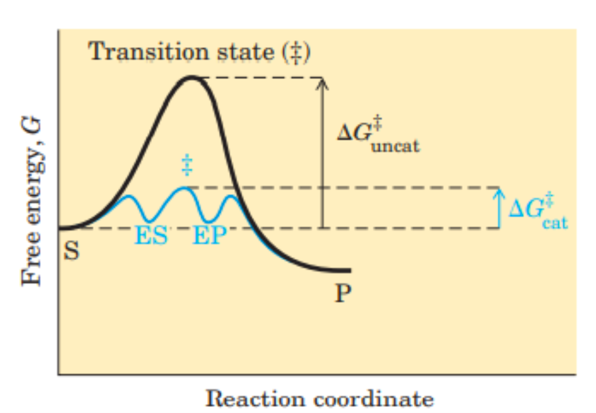 Transition state (‡)
ΔG‡uncat
‡
ΔG‡cat
S
ES
EP
P
Free energy, G
Reaction coordinate